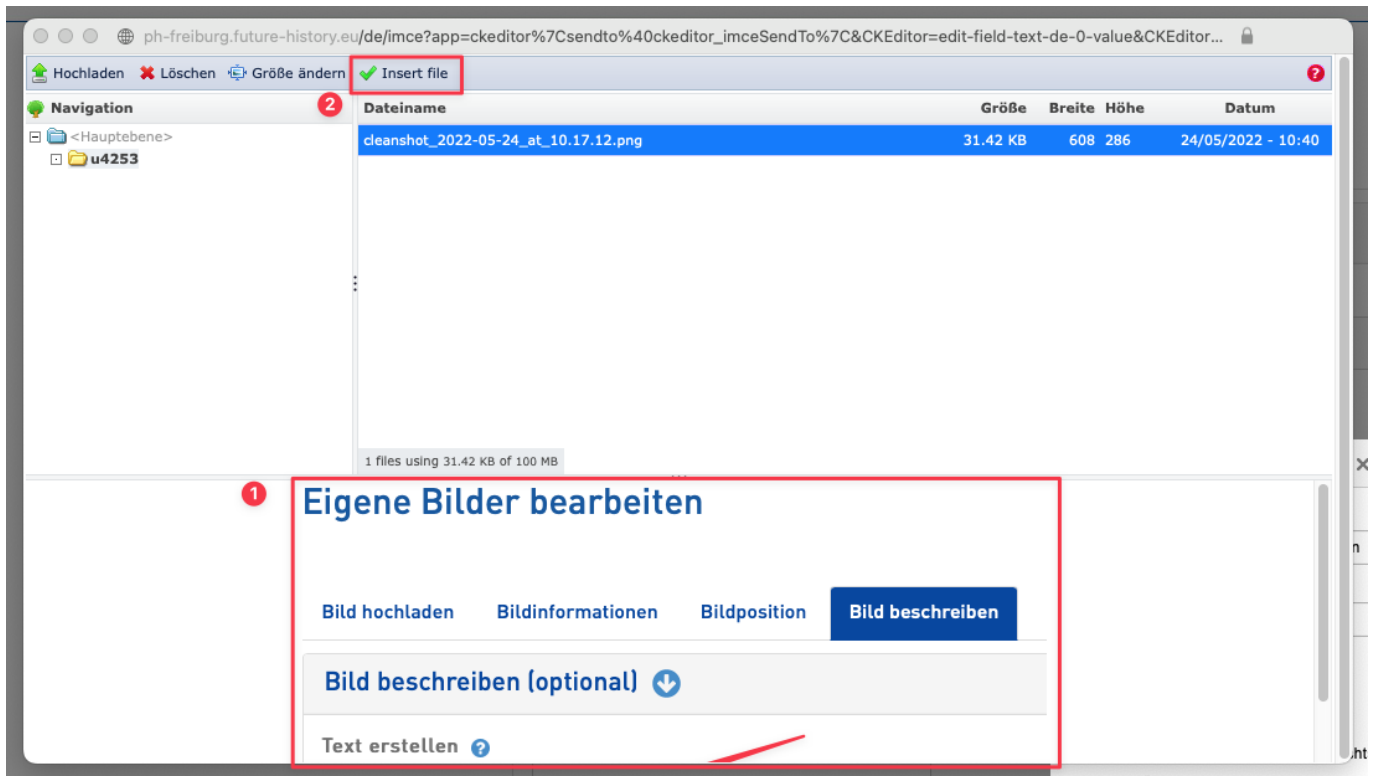 ph-freiburg.future-history.eu/de/imce?app=ckeditor%7Csendto%40ckeditor_imceSendTo%7C&CKEditor=edit-field-text-de-0-value&CKEditor...
Hochladen Löschen Größe ändern Insert file ?
Navigation 2 Dateiname Größe Breite Höhe Datum
<Hauptebene> cleanshot_2022-05-24_at_10.17.12.png 31.42 KB 608 286 24/05/2022 - 10:40
u4253
1 files using 31.42 KB of 100 MB
1 Eigene Bilder bearbeiten
n
Bild hochladen Bildinformationen Bildposition Bild beschreiben
Bild beschreiben (optional)
Text erstellen ?
ht